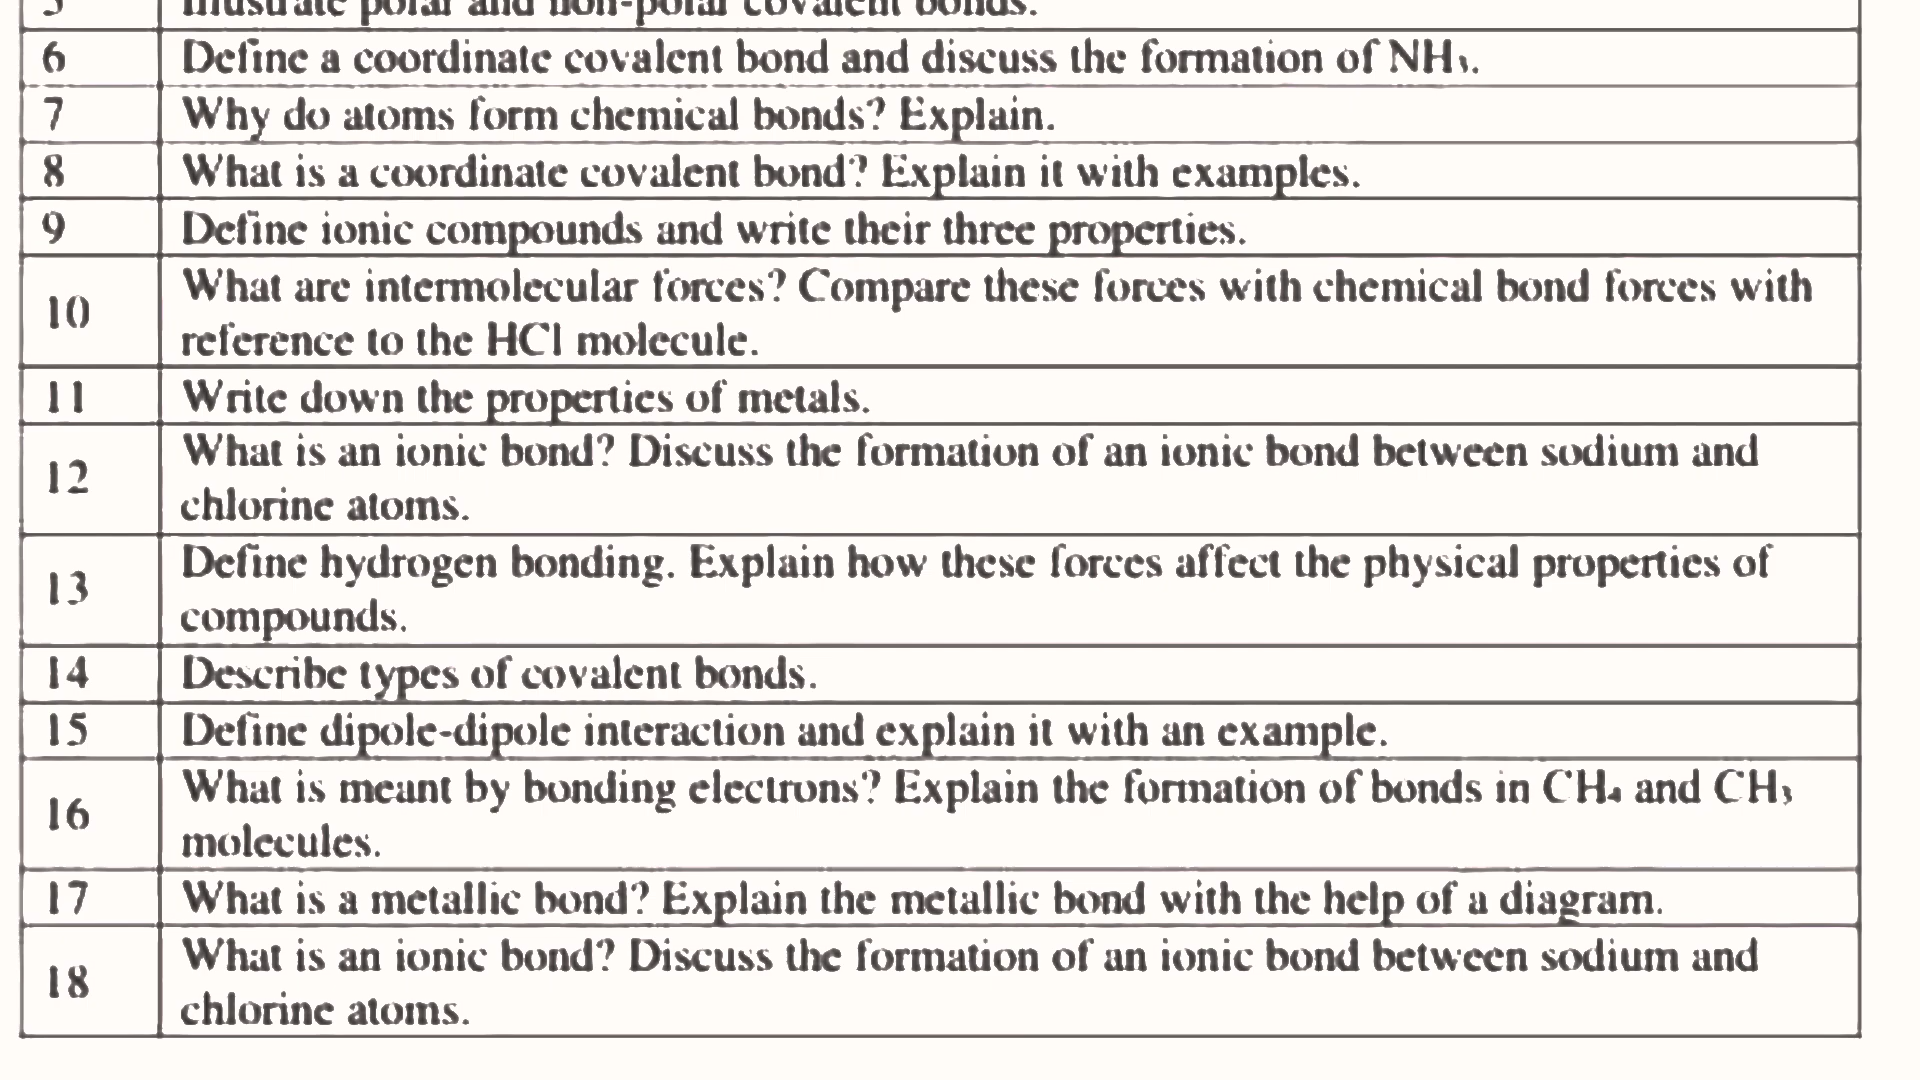 5 Illustrate polar and non-polar covalent bonds.
6 Define a coordinate covalent bond and discuss the formation of NH₃.
7 Why do atoms form chemical bonds? Explain.
8 What is a coordinate covalent bond? Explain it with examples.
9 Define ionic compounds and write their three properties.
10 What are intermolecular forces? Compare these forces with chemical bond forces with
reference to the HCl molecule.
11 Write down the properties of metals.
12 What is an ionic bond? Discuss the formation of an ionic bond between sodium and
chlorine atoms.
13 Define hydrogen bonding. Explain how these forces affect the physical properties of
compounds.
14 Describe types of covalent bonds.
15 Define dipole-dipole interaction and explain it with an example.
16 What is meant by bonding electrons? Explain the formation of bonds in CH₄ and CH₃
molecules.
17 What is a metallic bond? Explain the metallic bond with the help of a diagram.
18 What is an ionic bond? Discuss the formation of an ionic bond between sodium and
chlorine atoms.